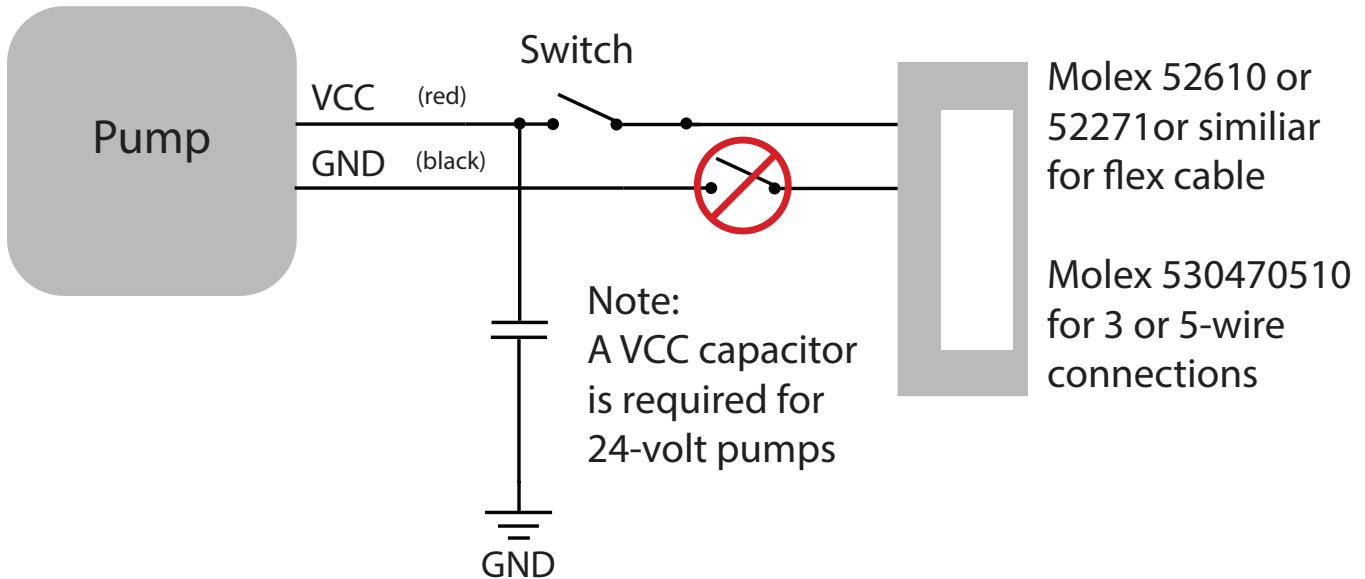 Pump
VCC (red)
GND (black)
Switch
Note:
A VCC capacitor
is required for
24-volt pumps
GND
Molex 52610 or
52271or similiar
for flex cable
Molex 530470510
for 3 or 5-wire
connections